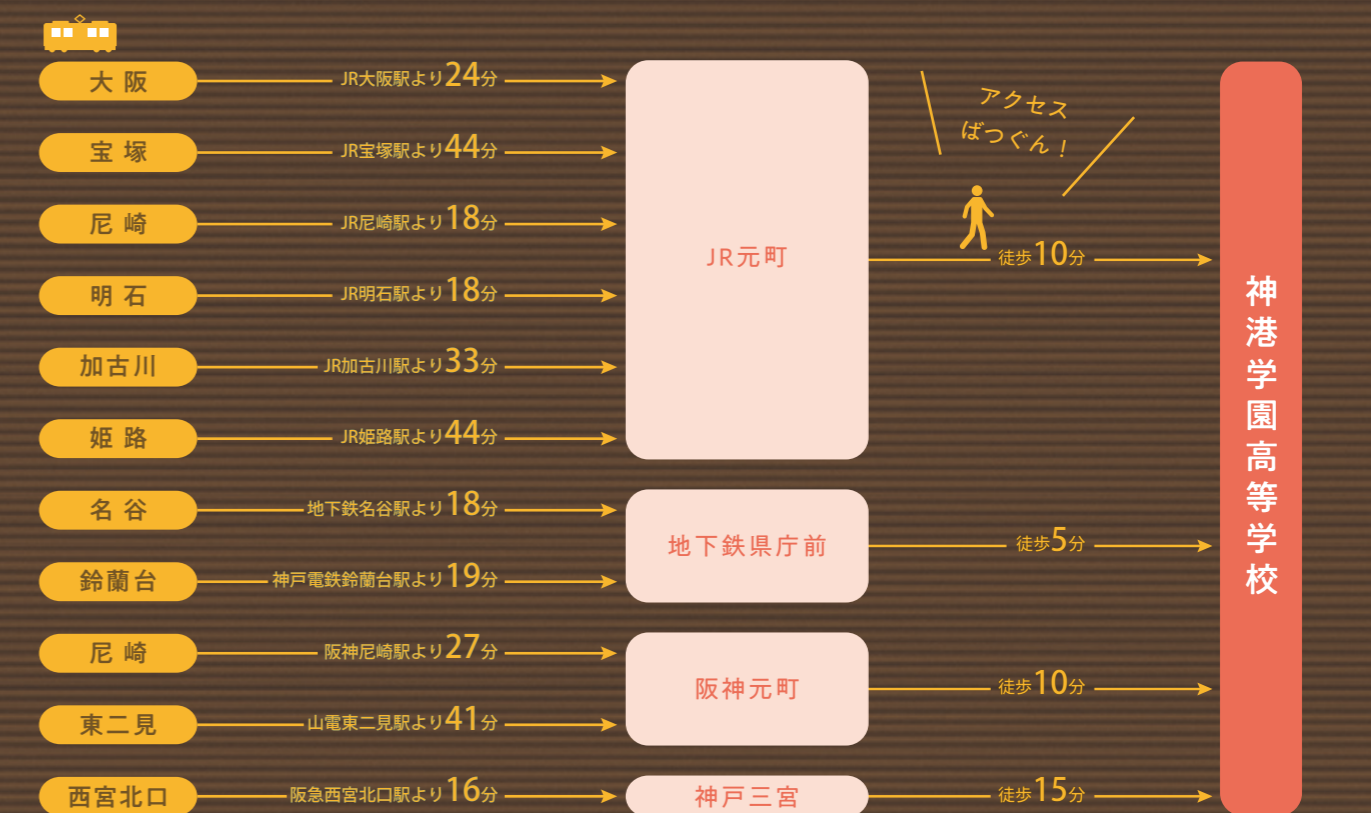 大阪
JR大阪駅より24分
宝塚
JR宝塚駅より44分
尼崎
JR尼崎駅より18分
明石
JR明石駅より18分
加古川
JR加古川駅より33分
姫路
JR姫路駅より44分
JR元町
アクセス
ばつぐん！
徒歩10分
名谷
地下鉄名谷駅より18分
鈴蘭台
神戸電鉄鈴蘭台駅より19分
地下鉄県庁前
徒歩5分
尼崎
阪神尼崎駅より27分
東二見
山電東二見駅より41分
阪神元町
徒歩10分
西宮北口
阪急西宮北口駅より16分
神戸三宮
徒歩15分
神港学園高等学校